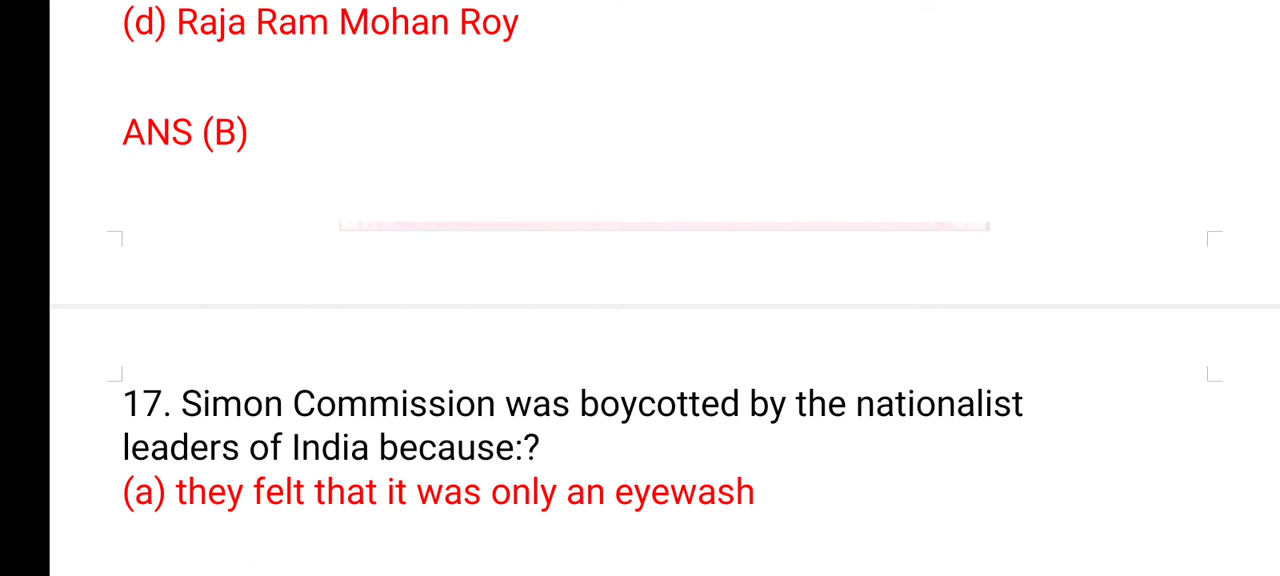 (d) Raja Ram Mohan Roy
ANS (B)
17. Simon Commission was boycotted by the nationalist
leaders of India because:?
(a) they felt that it was only an eyewash